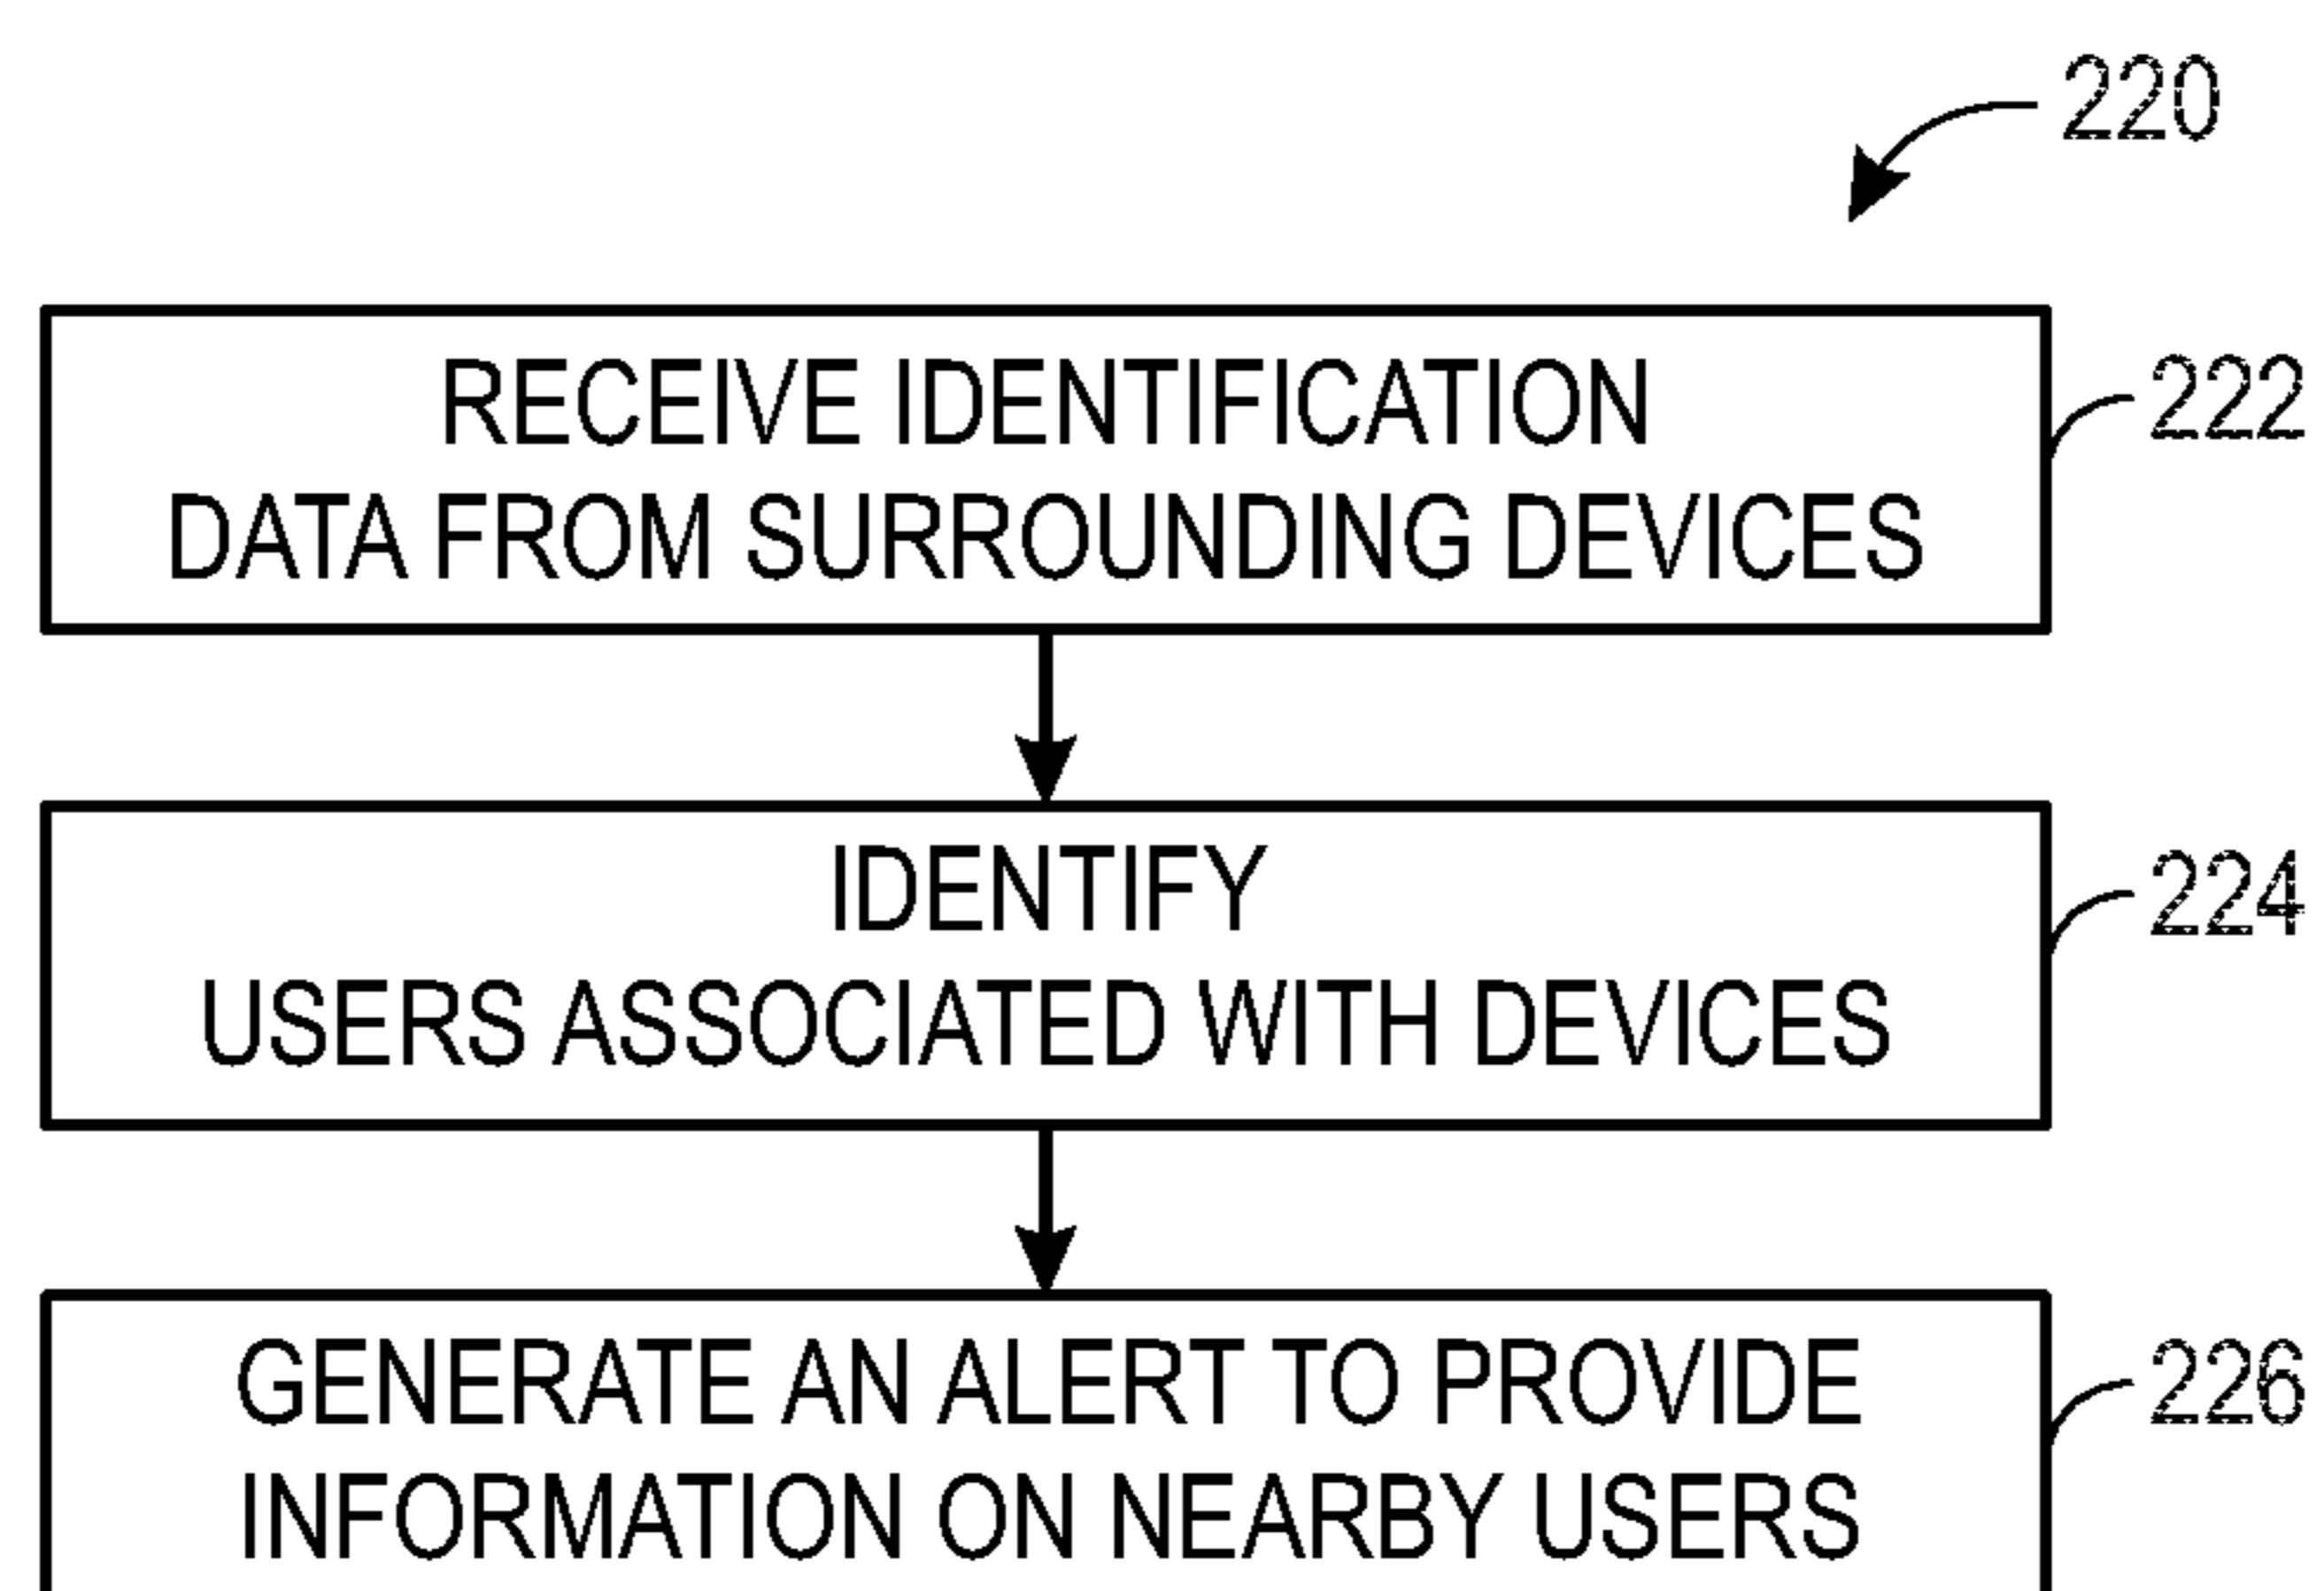 220
RECEIVE IDENTIFICATION
DATA FROM SURROUNDING DEVICES
222
IDENTIFY
USERS ASSOCIATED WITH DEVICES
224
GENERATE AN ALERT TO PROVIDE
INFORMATION ON NEARBY USERS
226